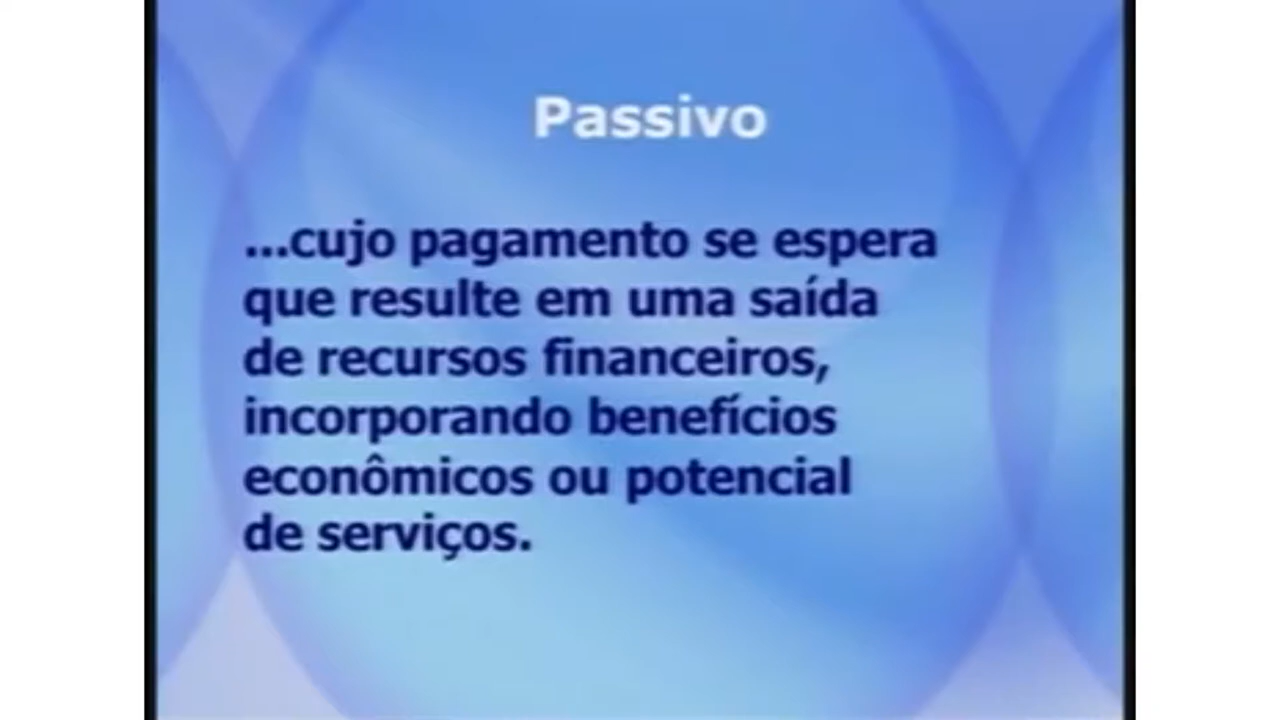 Passivo
...cujo pagamento se espera
que resulte em uma saída
de recursos financeiros,
incorporando benefícios
econômicos ou potencial
de serviços.